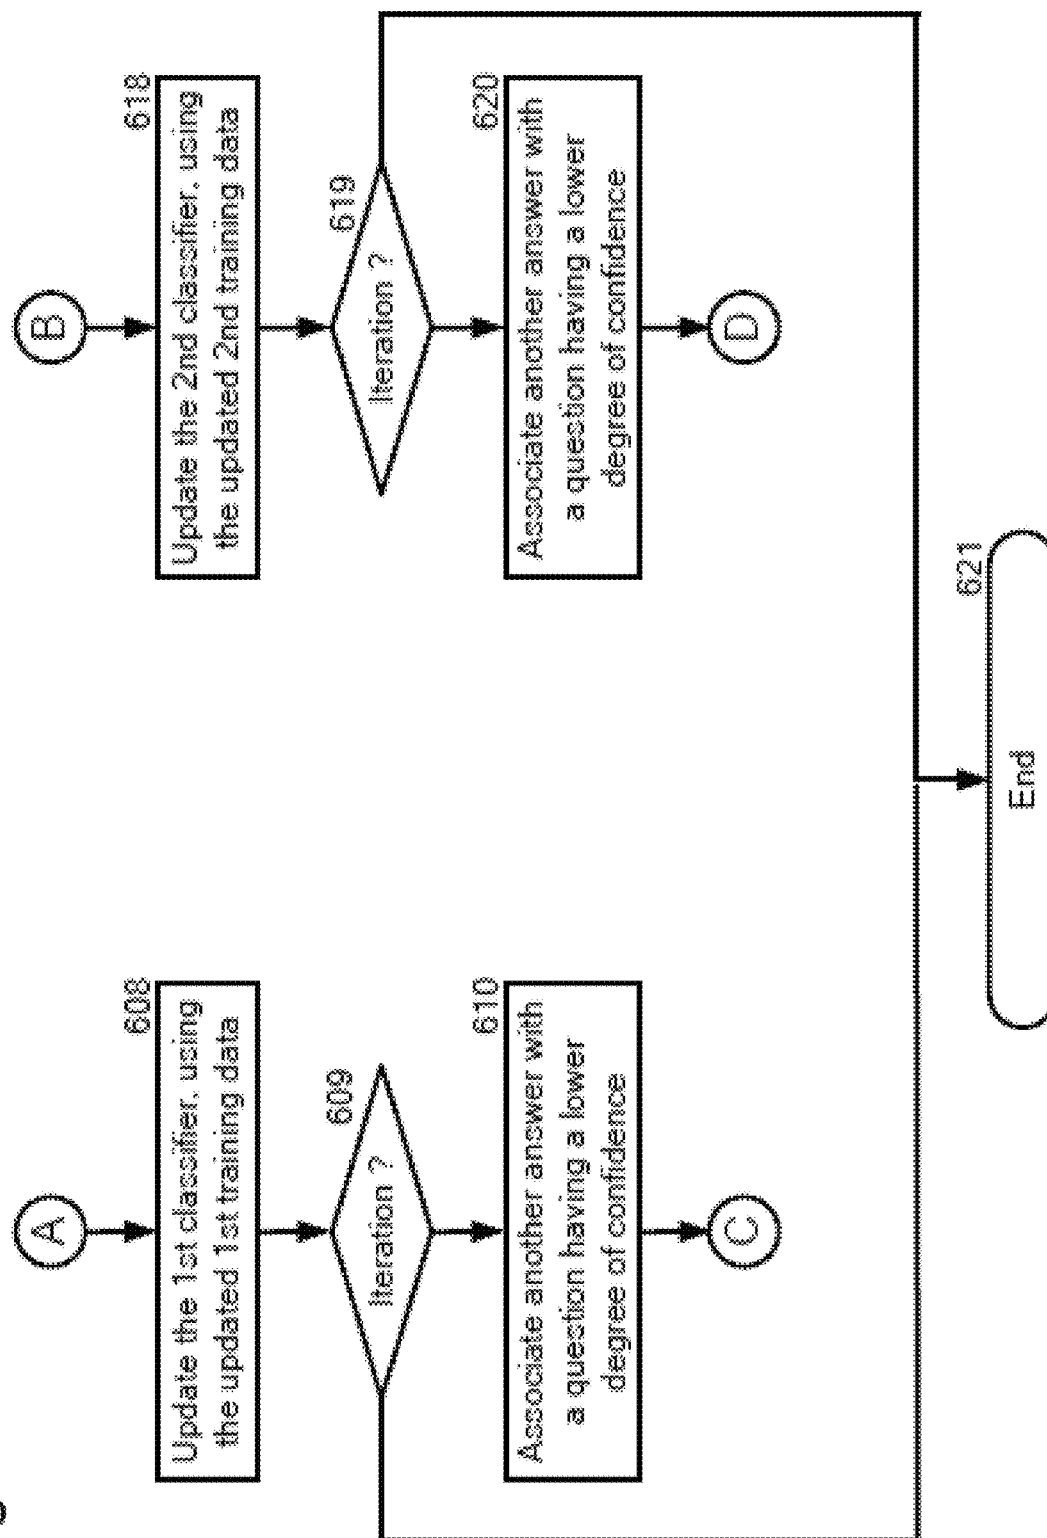 A
608
Update the 1st classifier, using
the updated 1st training data
609
Iteration ?
610
Associate another answer with
a question having a lower
degree of confidence
C
B
618
Update the 2nd classifier, using
the updated 2nd training data
619
Iteration ?
620
Associate another answer with
a question having a lower
degree of confidence
D
621
End